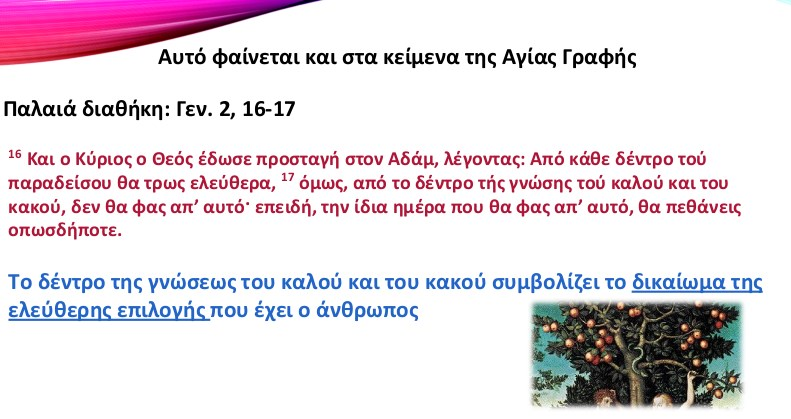 Αυτό φαίνεται και στα κείμενα της Αγίας Γραφής
Παλαιά διαθήκη: Γεν. 2, 16-17
16 Και ο Κύριος ο Θεός έδωσε προσταγή στον Αδάμ, λέγοντας: Από κάθε δέντρο τού
παραδείσου θα τρως ελεύθερα, 17 όμως, από το δέντρο τής γνώσης τού καλού και του
κακού, δεν θα φας απ’ αυτό· επειδή, την ίδια ημέρα που θα φας απ’ αυτό, θα πεθάνεις
οπωσδήποτε.
Το δέντρο της γνώσεως του καλού και του κακού συμβολίζει το δικαίωμα της
ελεύθερης επιλογής που έχει ο άνθρωπος